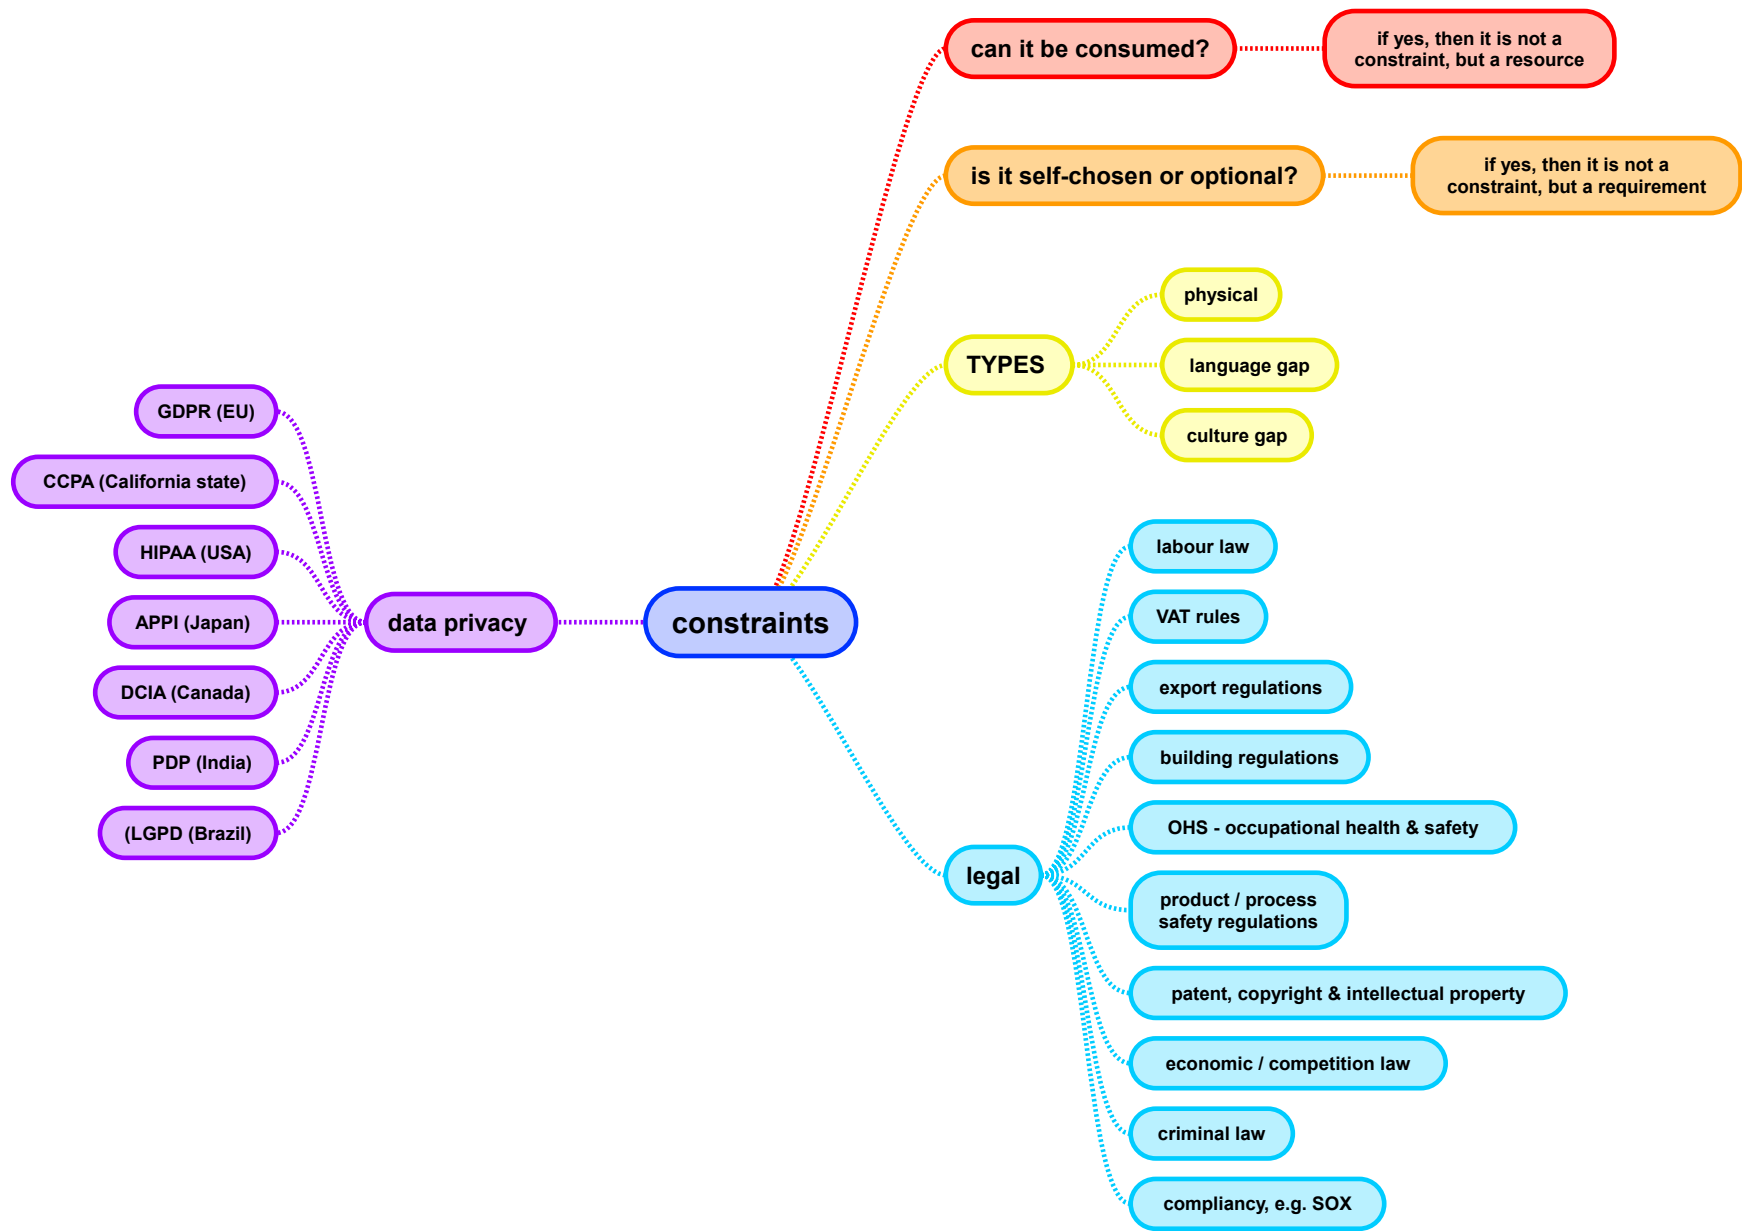 can it be consumed?
if yes, then it is not a
constraint, but a resource
is it self-chosen or optional?
if yes, then it is not a
constraint, but a requirement
TYPES
physical
language gap
culture gap
constraints
data privacy
GDPR (EU)
CCPA (California state)
HIPAA (USA)
APPI (Japan)
DCIA (Canada)
PDP (India)
(LGPD (Brazil)
legal
labour law
VAT rules
export regulations
building regulations
OHS - occupational health & safety
product / process
safety regulations
patent, copyright & intellectual property
economic / competition law
criminal law
compliancy, e.g. SOX